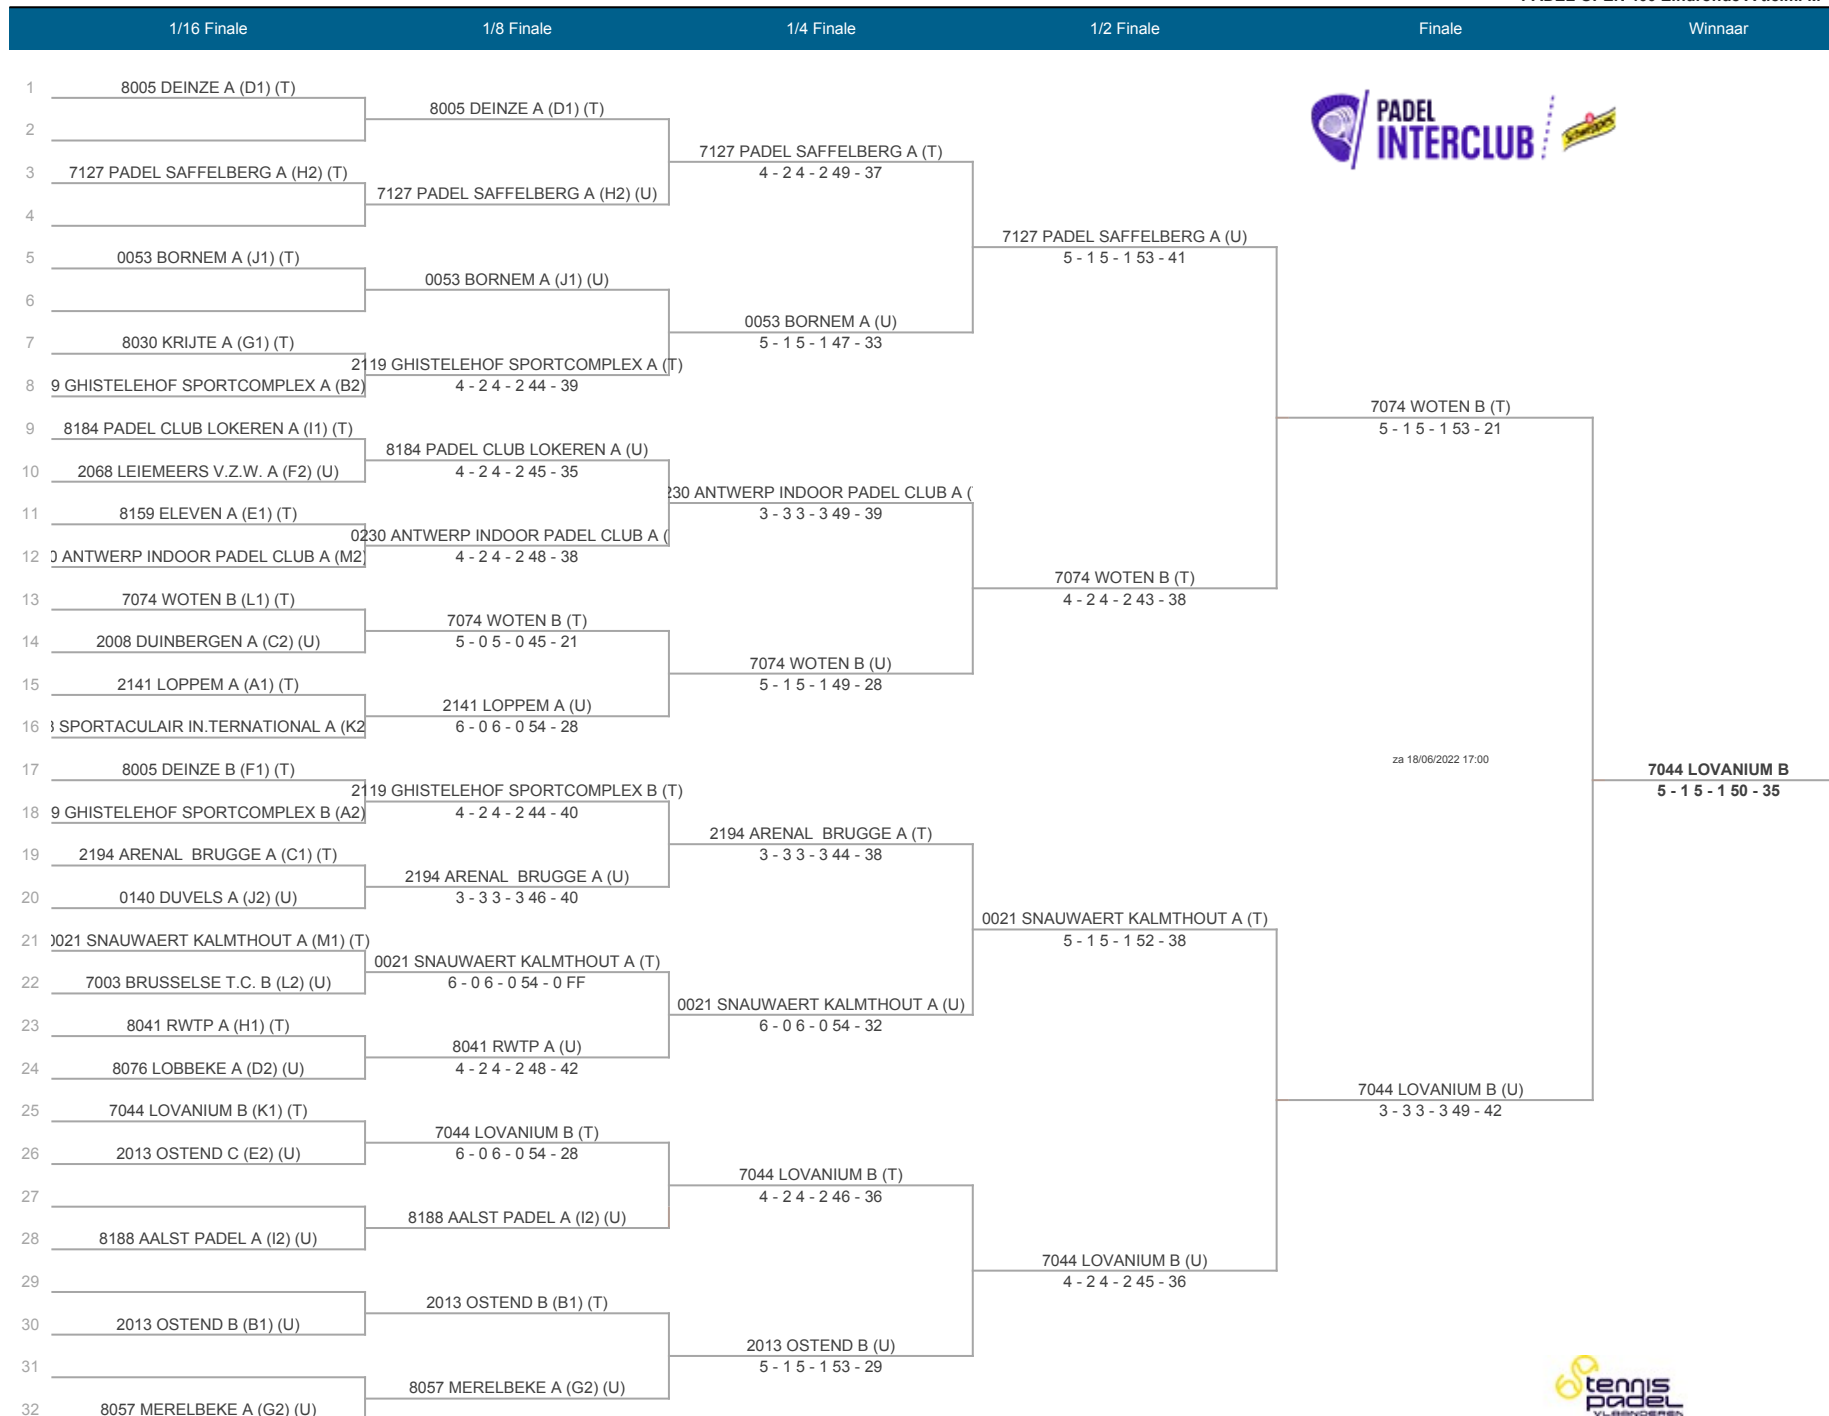 1/16 Finale 1/8 Finale 1/4 Finale 1/2 Finale Finale Winnaar
PADEL
INTERCLUB
Schweppes
1 8005 DEINZE A (D1) (T)
8005 DEINZE A (D1) (T)
2
7127 PADEL SAFFELBERG A (T)
3 7127 PADEL SAFFELBERG A (H2) (T)
4 - 2 4 - 2 49 - 37
7127 PADEL SAFFELBERG A (H2) (U)
4
7127 PADEL SAFFELBERG A (U)
5 0053 BORNEM A (J1) (T)
5 - 1 5 - 1 53 - 41
0053 BORNEM A (J1) (U)
6
0053 BORNEM A (U)
7 8030 KRIJTE A (G1) (T)
5 - 1 5 - 1 47 - 33
2119 GHISTELEHOF SPORTCOMPLEX A (T)
8 9 GHISTELEHOF SPORTCOMPLEX A (B2)
4 - 2 4 - 2 44 - 39
7074 WOTEN B (T)
9 8184 PADEL CLUB LOKEREN A (I1) (T)
5 - 1 5 - 1 53 - 21
8184 PADEL CLUB LOKEREN A (U)
10 2068 LEIEMEERS V.Z.W. A (F2) (U)
4 - 2 4 - 2 45 - 35
230 ANTWERP INDOOR PADEL CLUB A (
11 8159 ELEVEN A (E1) (T)
3 - 3 3 - 3 49 - 39
0230 ANTWERP INDOOR PADEL CLUB A (
12 0 ANTWERP INDOOR PADEL CLUB A (M2)
4 - 2 4 - 2 48 - 38
7074 WOTEN B (T)
13 7074 WOTEN B (L1) (T)
4 - 2 4 - 2 43 - 38
7074 WOTEN B (T)
14 2008 DUINBERGEN A (C2) (U)
5 - 0 5 - 0 45 - 21
7074 WOTEN B (U)
15 2141 LOPPEM A (A1) (T)
5 - 1 5 - 1 49 - 28
2141 LOPPEM A (U)
16 SPORTACULAIR IN.TERNATIONAL A (K2
6 - 0 6 - 0 54 - 28
za 18/06/2022 17:00
17 8005 DEINZE B (F1) (T)
7044 LOVANIUM B
5 - 1 5 - 1 50 - 35
2119 GHISTELEHOF SPORTCOMPLEX B (T)
18 9 GHISTELEHOF SPORTCOMPLEX B (A2)
4 - 2 4 - 2 44 - 40
2194 ARENAL  BRUGGE A (T)
19 2194 ARENAL  BRUGGE A (C1) (T)
3 - 3 3 - 3 44 - 38
2194 ARENAL  BRUGGE A (U)
20 0140 DUVELS A (J2) (U)
3 - 3 3 - 3 46 - 40
0021 SNAUWAERT KALMTHOUT A (T)
21 0021 SNAUWAERT KALMTHOUT A (M1) (T)
5 - 1 5 - 1 52 - 38
0021 SNAUWAERT KALMTHOUT A (T)
22 7003 BRUSSELSE T.C. B (L2) (U)
6 - 0 6 - 0 54 - 0 FF
0021 SNAUWAERT KALMTHOUT A (U)
23 8041 RWTP A (H1) (T)
6 - 0 6 - 0 54 - 32
8041 RWTP A (U)
24 8076 LOBBEKE A (D2) (U)
4 - 2 4 - 2 48 - 42
7044 LOVANIUM B (U)
25 7044 LOVANIUM B (K1) (T)
3 - 3 3 - 3 49 - 42
7044 LOVANIUM B (T)
26 2013 OSTEND C (E2) (U)
6 - 0 6 - 0 54 - 28
7044 LOVANIUM B (T)
27
4 - 2 4 - 2 46 - 36
8188 AALST PADEL A (I2) (U)
28 8188 AALST PADEL A (I2) (U)
7044 LOVANIUM B (U)
29
4 - 2 4 - 2 45 - 36
2013 OSTEND B (B1) (T)
30 2013 OSTEND B (B1) (U)
2013 OSTEND B (U)
31
5 - 1 5 - 1 53 - 29
8057 MERELBEKE A (G2) (U)
32 8057 MERELBEKE A (G2) (U)
tennis
padel
VLAANDEREN